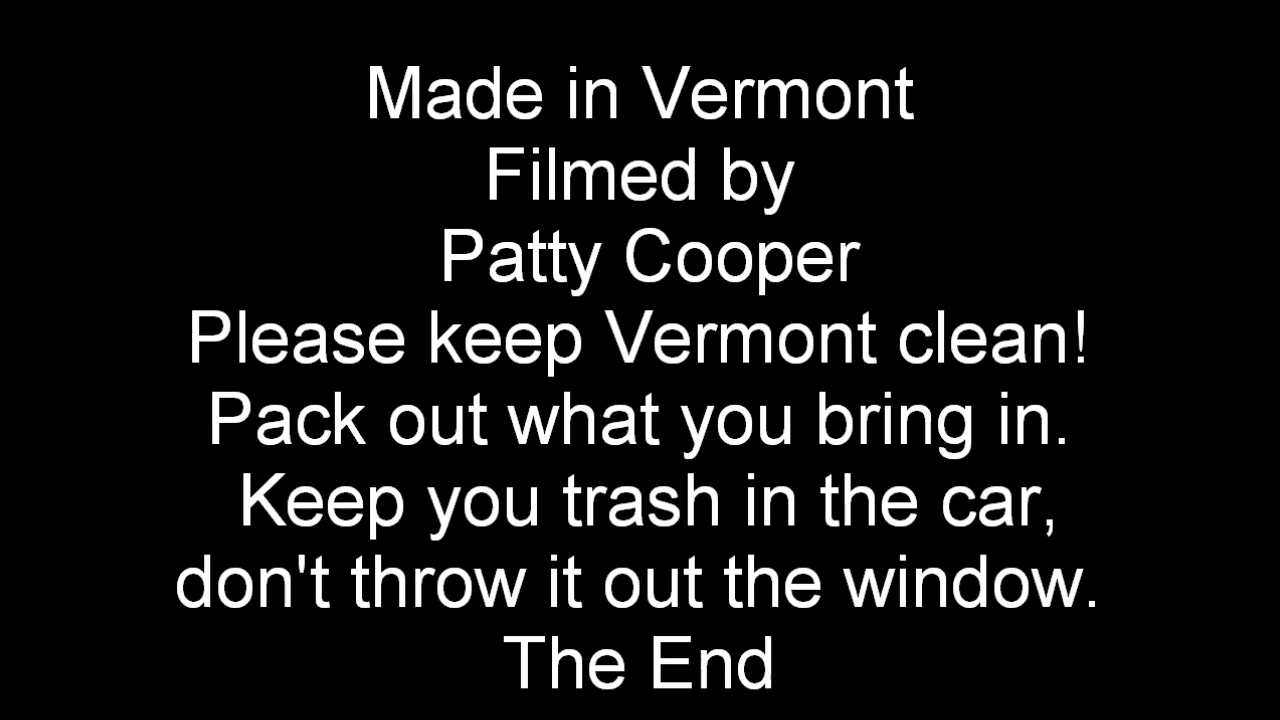 Made in Vermont
Filmed by
Patty Cooper
Please keep Vermont clean!
Pack out what you bring in.
Keep you trash in the car,
don't throw it out the window.
The End